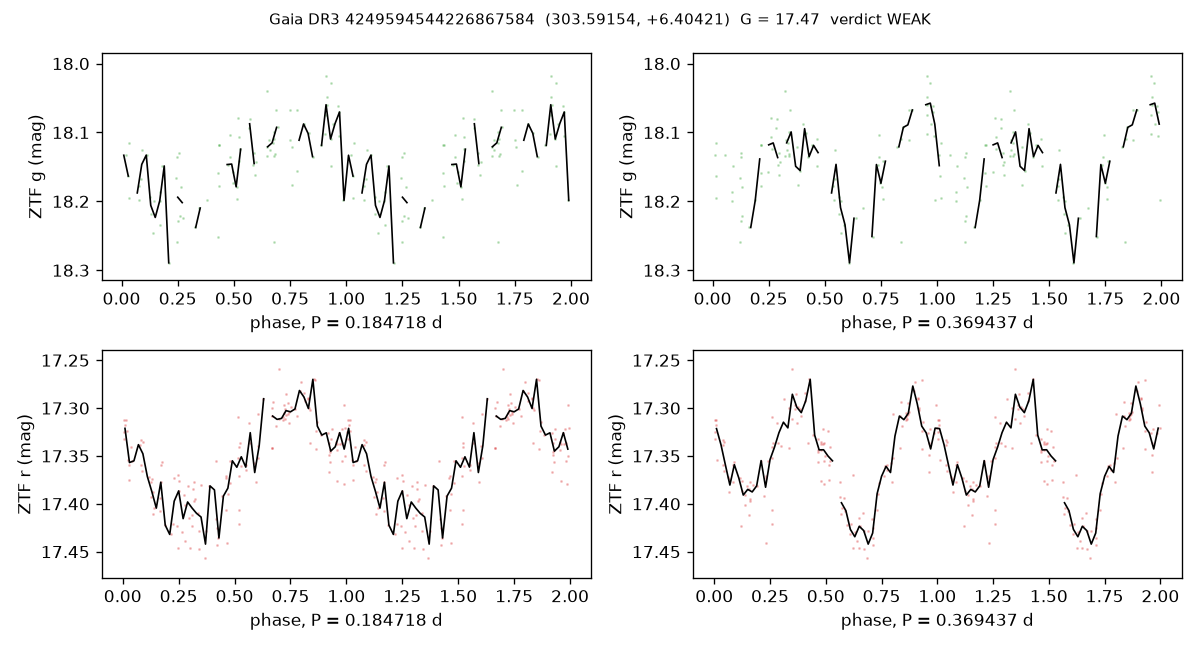 Gaia DR3 4249594544226867584 (303.59154, +6.40421) G = 17.47 verdict WEAK
ZTF g (mag)
18.0
18.1
18.2
18.3
0.00 0.25 0.50 0.75 1.00 1.25 1.50 1.75 2.00
phase, P = 0.184718 d
ZTF g (mag)
18.0
18.1
18.2
18.3
0.00 0.25 0.50 0.75 1.00 1.25 1.50 1.75 2.00
phase, P = 0.369437 d
ZTF r (mag)
17.25
17.30
17.35
17.40
17.45
0.00 0.25 0.50 0.75 1.00 1.25 1.50 1.75 2.00
phase, P = 0.184718 d
ZTF r (mag)
17.25
17.30
17.35
17.40
17.45
0.00 0.25 0.50 0.75 1.00 1.25 1.50 1.75 2.00
phase, P = 0.369437 d